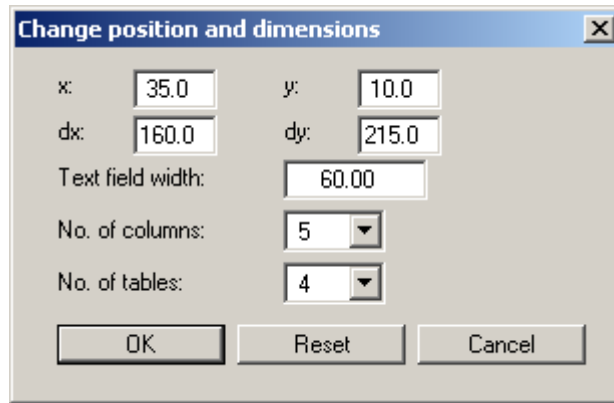 Change position and dimensions
x: 35.0 y: 10.0
dx: 160.0 dy: 215.0
Text field width: 60.00
No. of columns: 5
No. of tables: 4
OK Reset Cancel